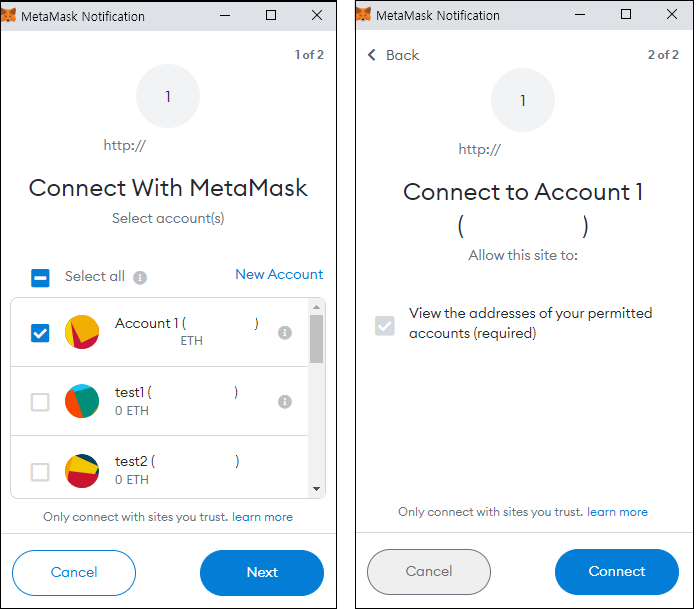 MetaMask Notification
1 of 2
1
http://
Connect With MetaMask
Select account(s)
Select all
New Account
Account 1 ( )
ETH
test1 ( )
0 ETH
test2 ( )
0 ETH
Only connect with sites you trust. learn more
Cancel
Next
MetaMask Notification
Back
2 of 2
1
http://
Connect to Account 1
( )
Allow this site to:
View the addresses of your permitted
accounts (required)
Only connect with sites you trust. learn more
Cancel
Connect